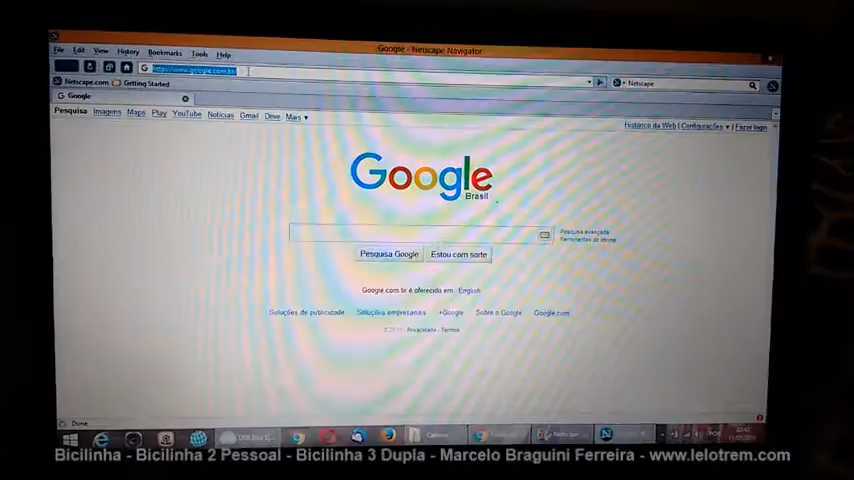 Google - Netscape Navigator
File Edit View History Bookmarks Tools Help
http://www.google.com.br/
Netscape
Netscape.com Getting Started
Google
Pesquisa Imagens Maps Play YouTube Notícias Gmail Drive Mais ▼
Histórico da Web | Configurações ▼ | Fazer login
Google
Brasil
Pesquisa avançada
Ferramentas de idioma
Pesquisa Google
Estou com sorte
Google.com.br é oferecido em: English
Soluções de publicidade Soluções empresariais +Google Sobre o Google Google.com
Privacidade - Termos
Done
Bicilinha - Bicilinha 2 Pessoal - Bicilinha 3 Dupla - Marcelo Braguini Ferreira - www.lelotrem.com